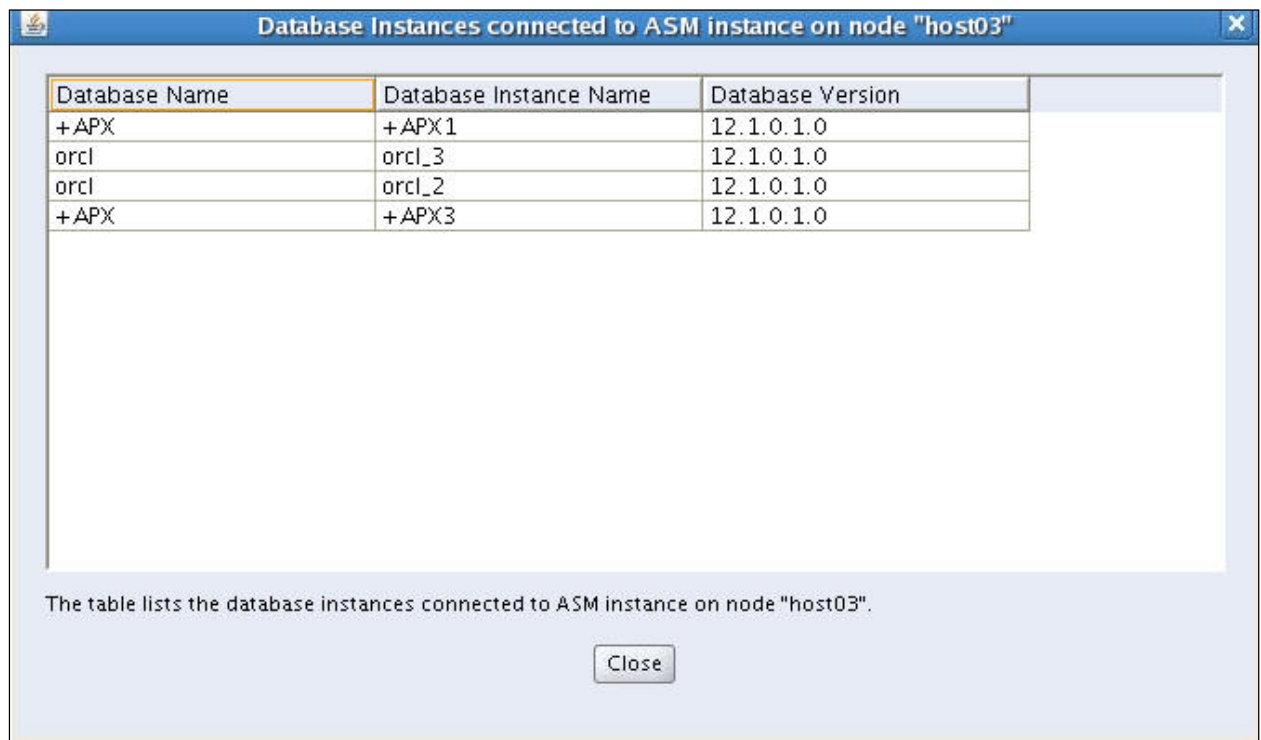 Database Instances connected to ASM instance on node "host03"
Database Name Database Instance Name Database Version
+APX +APX1 12.1.0.1.0
orcl orcl_3 12.1.0.1.0
orcl orcl_2 12.1.0.1.0
+APX +APX3 12.1.0.1.0
The table lists the database instances connected to ASM instance on node "host03".
Close